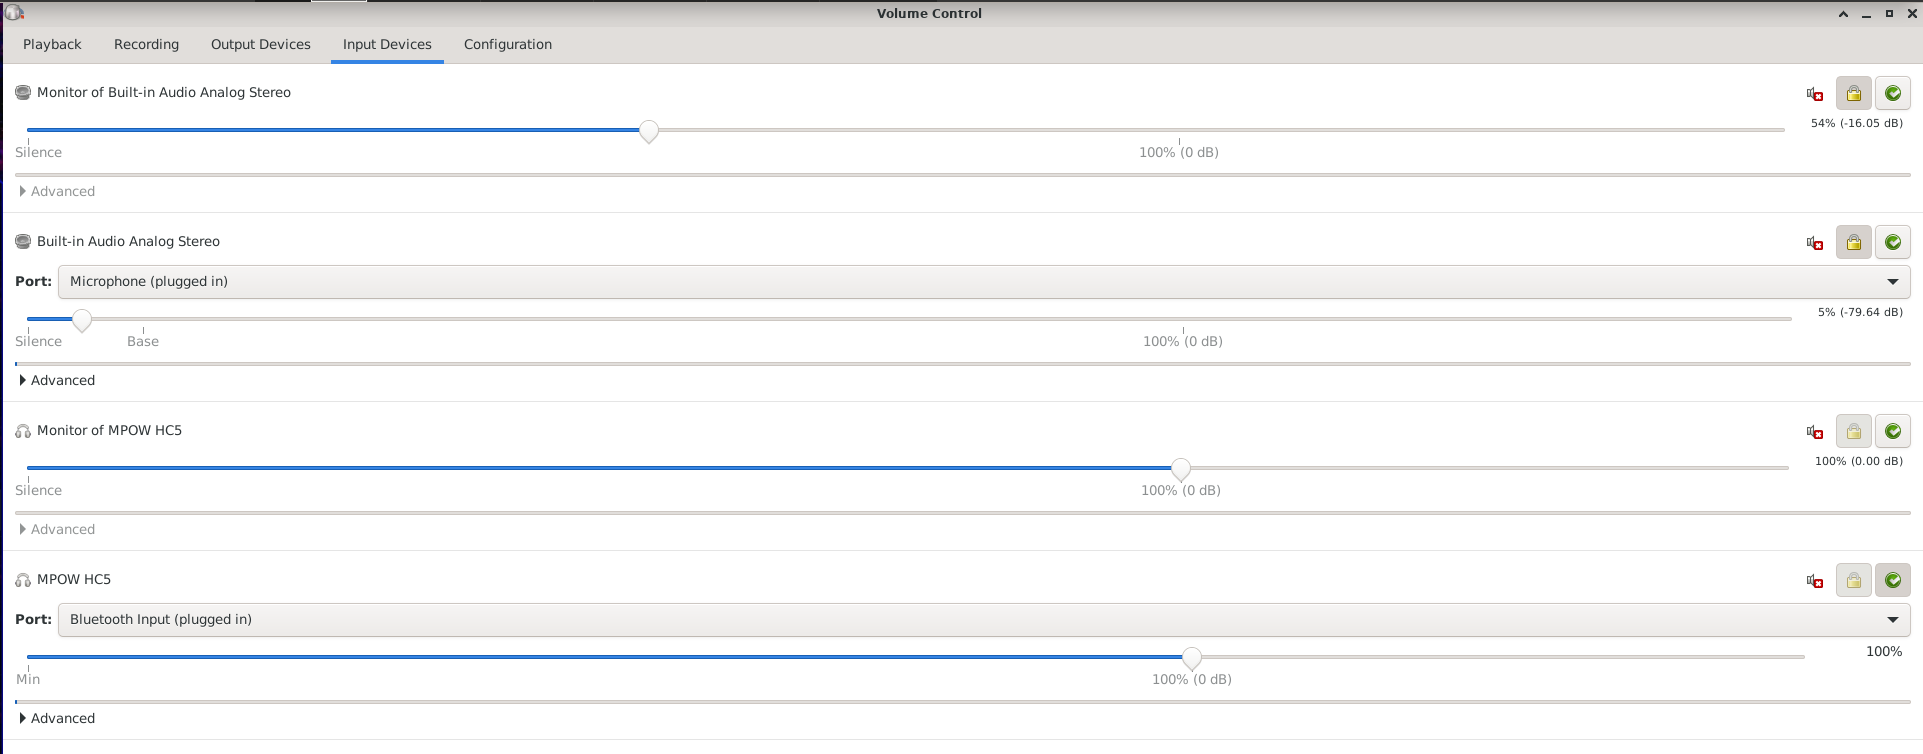 Volume Control
Playback Recording Output Devices Input Devices Configuration
Monitor of Built-in Audio Analog Stereo
54% (-16.05 dB)
Silence 100% (0 dB)
Advanced
Built-in Audio Analog Stereo
Port: Microphone (plugged in)
5% (-79.64 dB)
Silence Base 100% (0 dB)
Advanced
Monitor of MPOW HC5
100% (0.00 dB)
Silence 100% (0 dB)
Advanced
MPOW HC5
Port: Bluetooth Input (plugged in)
100%
Min 100% (0 dB)
Advanced